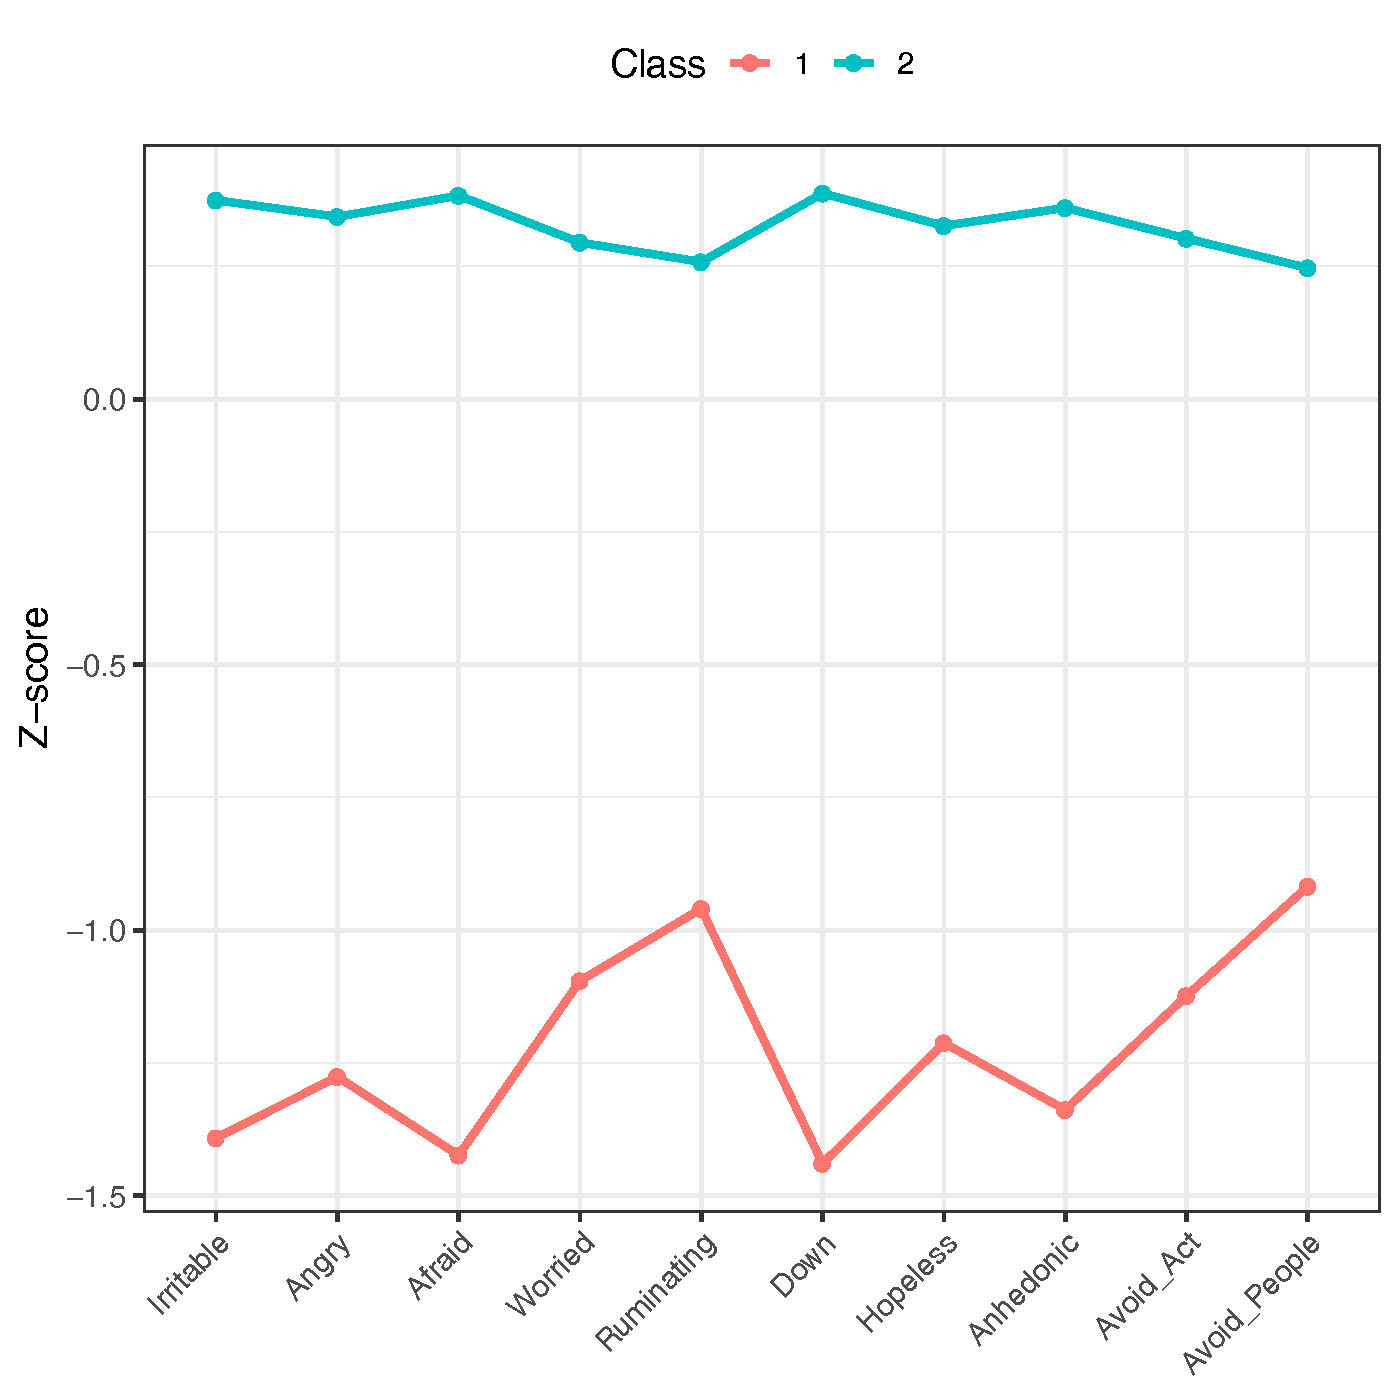 Class 1 2
Z−score
0.0
−0.5
−1.0
−1.5
Irritable
Angry
Afraid
Worried
Ruminating
Down
Hopeless
Anhedonic
Avoid_Act
Avoid_People